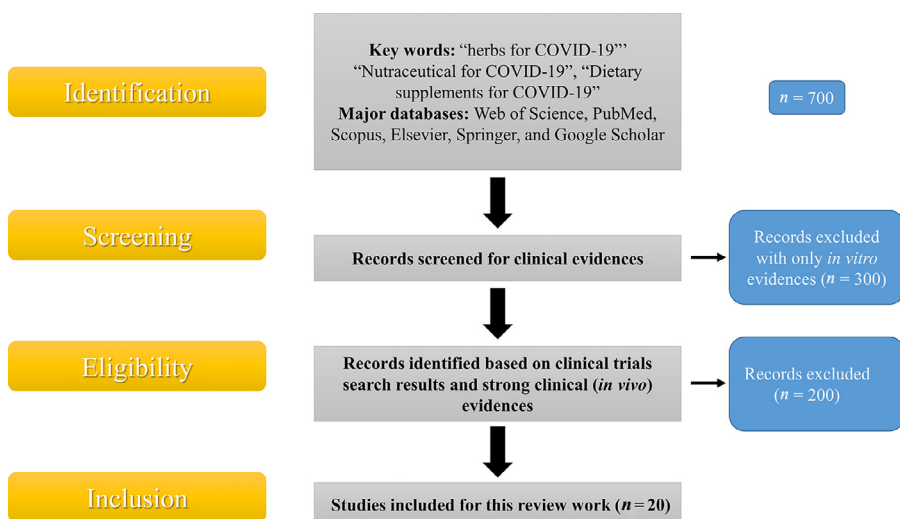 Identification
Key words: “herbs for COVID-19”’
“Nutraceutical for COVID-19”, “Dietary
supplements for COVID-19”
Major databases: Web of Science, PubMed,
Scopus, Elsevier, Springer, and Google Scholar
n = 700
Screening
Records screened for clinical evidences
Records excluded
with only in vitro
evidences (n = 300)
Eligibility
Records identified based on clinical trials
search results and strong clinical (in vivo)
evidences
Records excluded
(n = 200)
Inclusion
Studies included for this review work (n = 20)